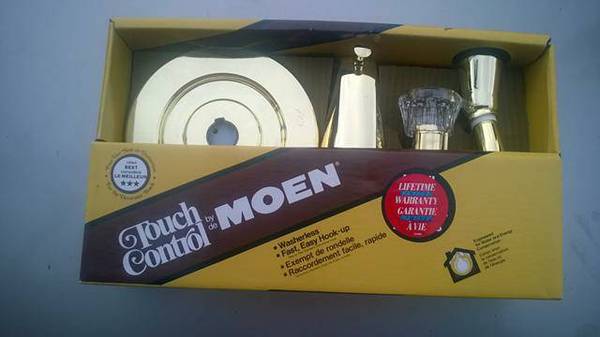 BEST
LE MEILLEUR
Touch
Control
by
de
MOEN®
• Washerless
• Fast, Easy Hook-up
• Exempt de rondelle
• Raccordement facile, rapide
LIFETIME
WARRANTY
GARANTIE
A VIE